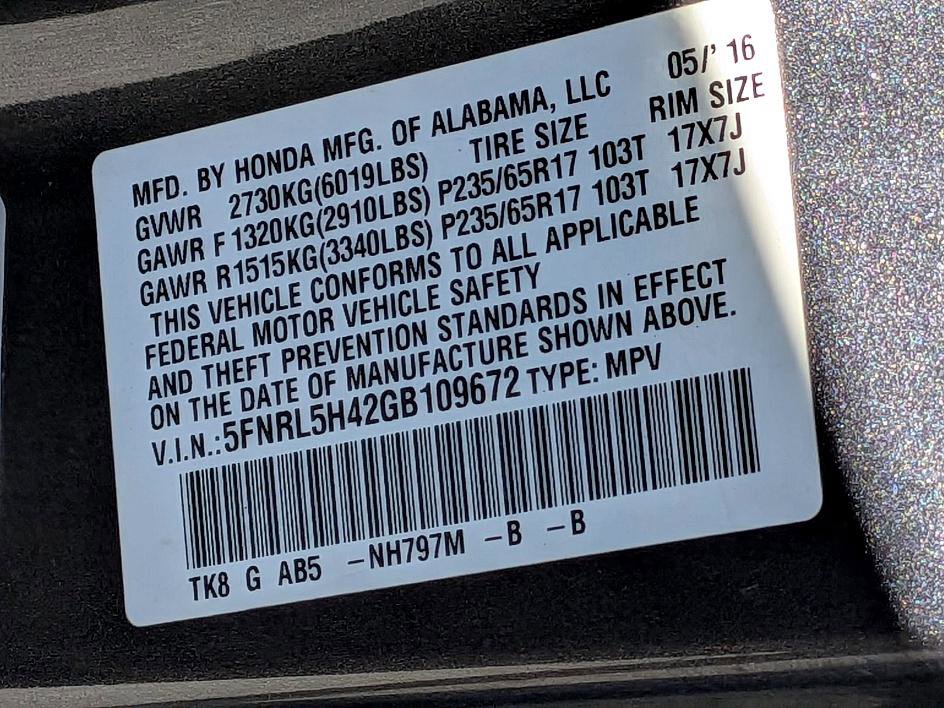 05/' 16
MFD. BY HONDA MFG. OF ALABAMA, LLC
GVWR 2730KG(6019LBS) TIRE SIZE RIM SIZE
GAWR F 1320KG(2910LBS) P235/65R17 103T 17X7J
GAWR R1515KG(3340LBS) P235/65R17 103T 17X7J
THIS VEHICLE CONFORMS TO ALL APPLICABLE
FEDERAL MOTOR VEHICLE SAFETY
AND THEFT PREVENTION STANDARDS IN EFFECT
ON THE DATE OF MANUFACTURE SHOWN ABOVE.
V.I.N.:5FNRL5H42GB109672 TYPE: MPV
TK8 G AB5 -NH797M -B -B